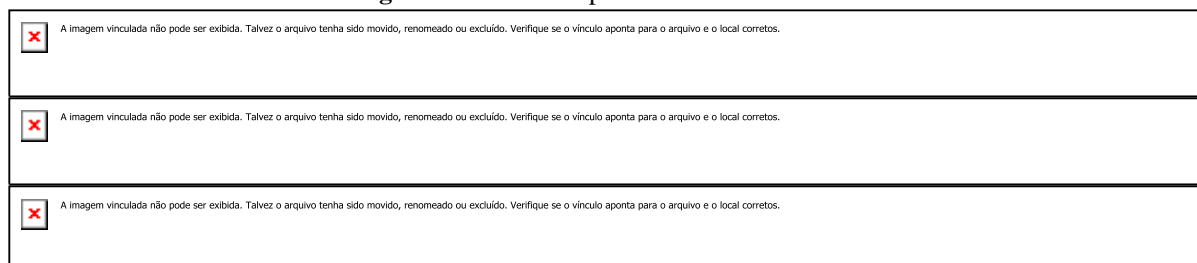 A imagem vinculada não pode ser exibida. Talvez o arquivo tenha sido movido, renomeado ou excluído. Verifique se o vínculo aponta para o arquivo e o local corretos.
A imagem vinculada não pode ser exibida. Talvez o arquivo tenha sido movido, renomeado ou excluído. Verifique se o vínculo aponta para o arquivo e o local corretos.
A imagem vinculada não pode ser exibida. Talvez o arquivo tenha sido movido, renomeado ou excluído. Verifique se o vínculo aponta para o arquivo e o local corretos.